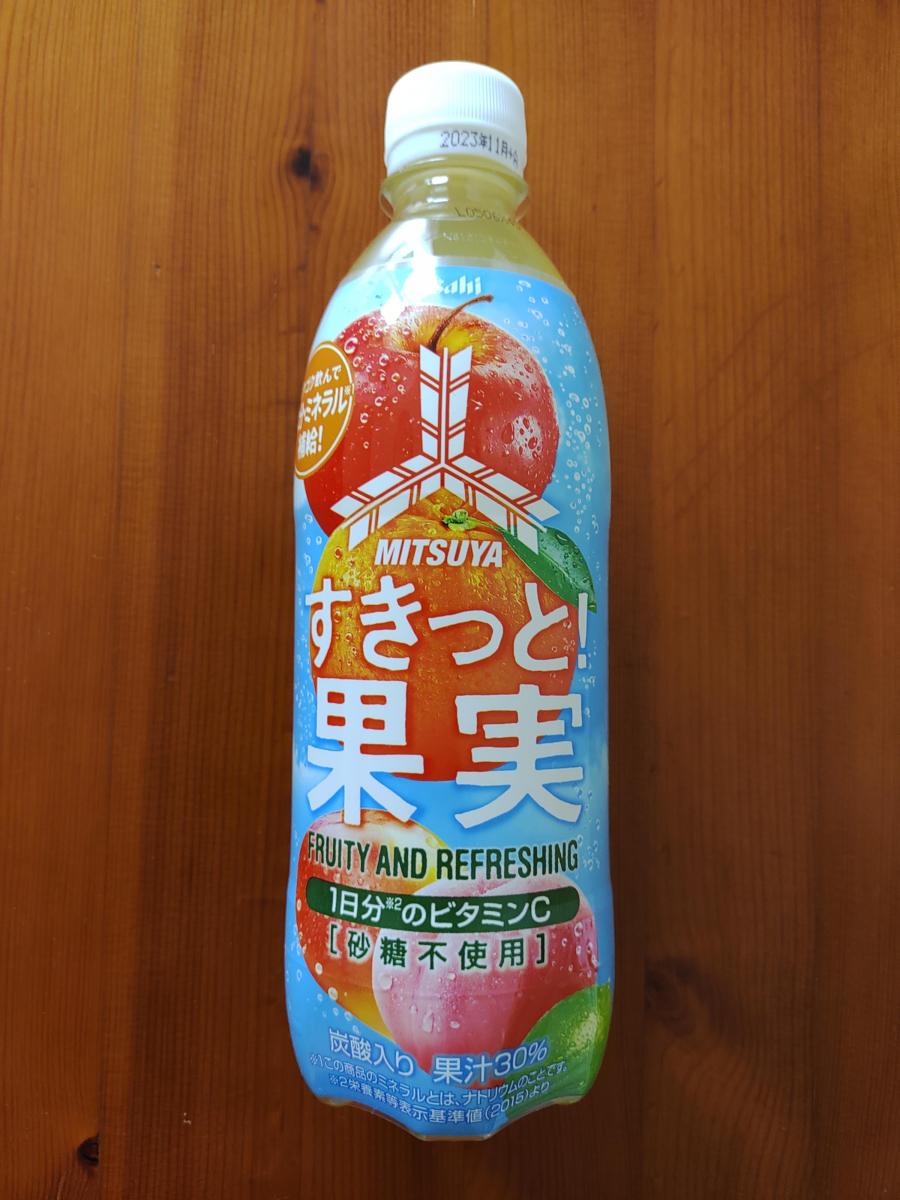 2023年11月
Asahi
飲んで
ミネラル※1
補給!
MITSUYA
すきっと!
果実
FRUITY AND REFRESHING
1日分※2のビタミンC
[砂糖不使用]
炭酸入り 果汁30%
※1この商品のミネラルとは、ナトリウムのことです。
※2栄養素等表示基準値(2015)より